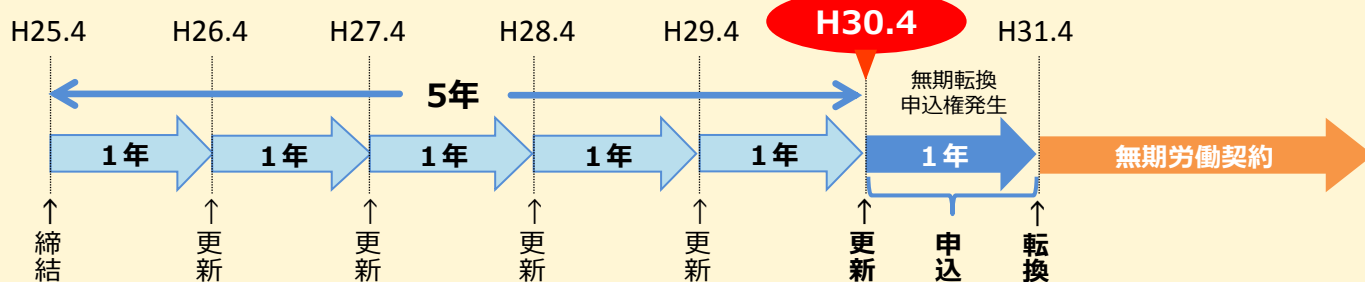 H25.4 H26.4 H27.4 H28.4 H29.4 H30.4 H31.4
5年
無期転換
申込権発生
1年 1年 1年 1年 1年 1年 無期労働契約
↑ ↑ ↑ ↑ ↑ ↑ ↑
締結 更新 更新 更新 更新 更新 申込 転換